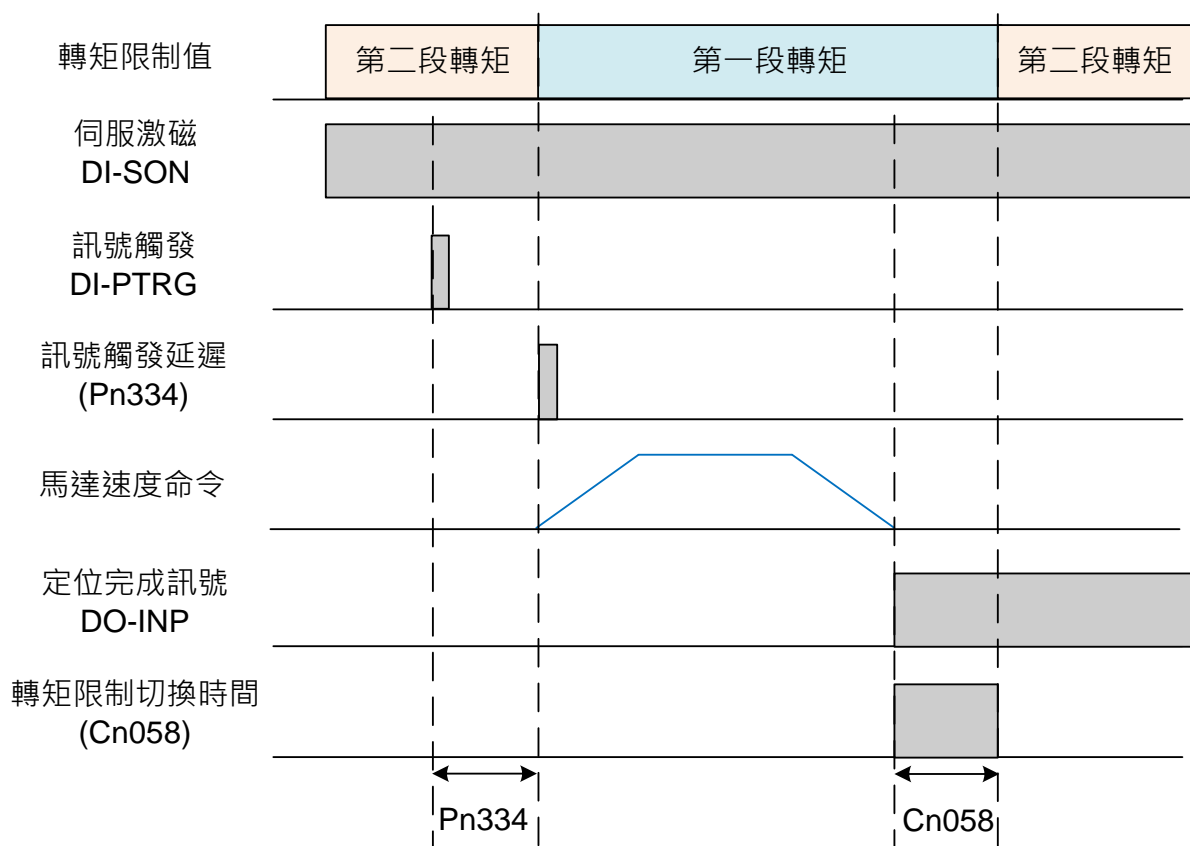 轉矩限制值
第二段轉矩
第一段轉矩
第二段轉矩
伺服激磁
DI-SON
訊號觸發
DI-PTRG
訊號觸發延遲
(Pn334)
馬達速度命令
定位完成訊號
DO-INP
轉矩限制切換時間
(Cn058)
Pn334
Cn058